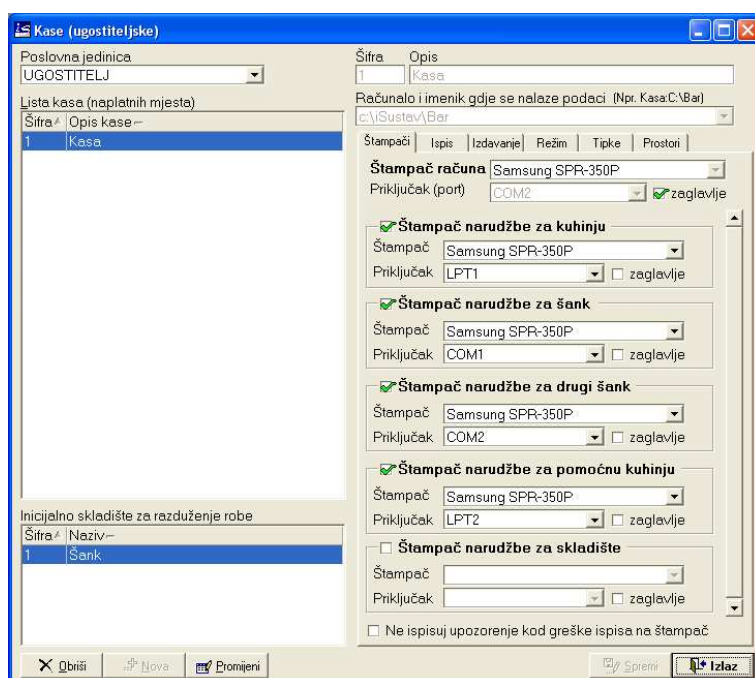 Kase (ugostiteljske)
Poslovna jedinica
UGOSTITELJ
Lista kasa (naplatnih mjesta)
Šifra Opis kase
1 Kasa
Inicijalno skladište za razduženje robe
Šifra Naziv
1 Šank
Obriši Nova Promijeni
Šifra Opis
1 Kasa
Računalo i imenik gdje se nalaze podaci (Npr. Kasa:C:\Bar)
c:\iSustav\Bar
Štampači Ispis Izdavanje Režim Tipke Prostori
Štampač računa Samsung SPR-350P
Priključak (port) COM2 zaglavlje
Štampač narudžbe za kuhinju
Štampač Samsung SPR-350P
Priključak LPT1 zaglavlje
Štampač narudžbe za šank
Štampač Samsung SPR-350P
Priključak COM1 zaglavlje
Štampač narudžbe za drugi šank
Štampač Samsung SPR-350P
Priključak COM2 zaglavlje
Štampač narudžbe za pomoćnu kuhinju
Štampač Samsung SPR-350P
Priključak LPT2 zaglavlje
Štampač narudžbe za skladište
Štampač
Priključak zaglavlje
Ne ispisuj upozorenje kod greške ispisa na štampač
Spremi Izlaz